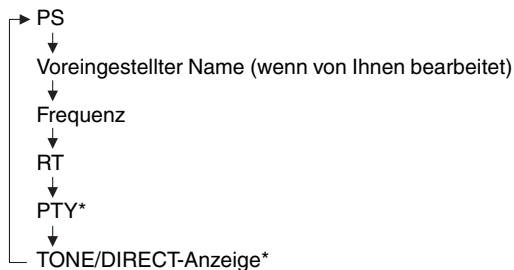 PS
Voreingestellter Name (wenn von Ihnen bearbeitet)
Frequenz
RT
PTY*
TONE/DIRECT-Anzeige*